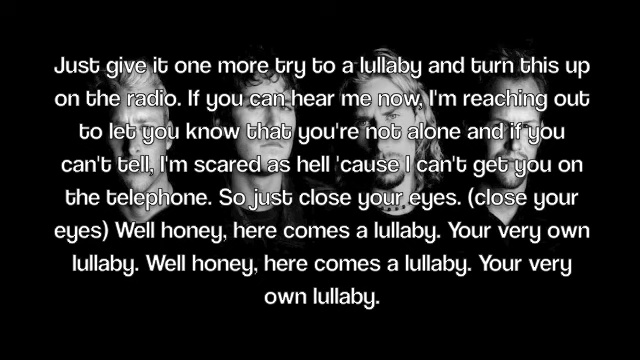 Just give it one more try to a lullaby and turn this up
on the radio. If you can hear me now, I'm reaching out
to let you know that you're not alone and if you
can't tell, I'm scared as hell 'cause I can't get you on
the telephone. So just close your eyes. (close your
eyes) Well honey, here comes a lullaby. Your very own
lullaby. Well honey, here comes a lullaby. Your very
own lullaby.